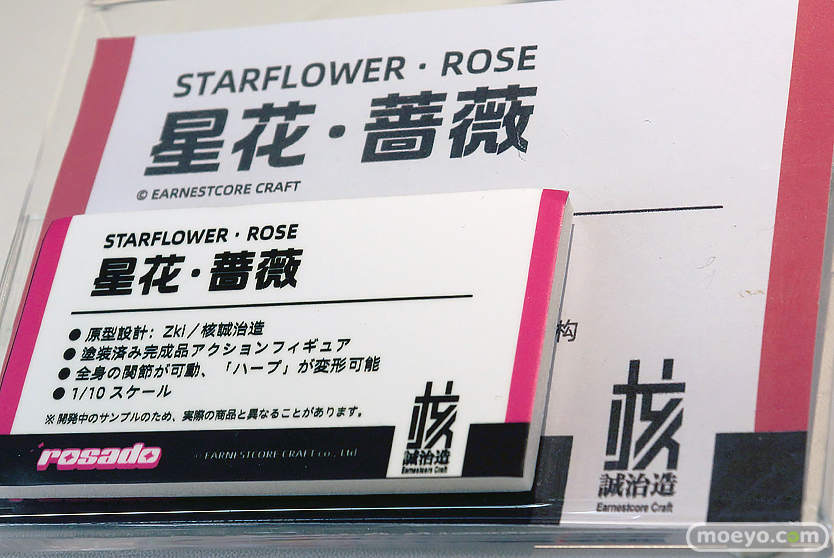 STARFLOWER · ROSE
星花·蔷薇
© EARNESTCORE CRAFT
STARFLOWER · ROSE
星花·蔷薇
● 原型設計：Zki／核誠治造
● 塗装済み完成品アクションフィギュア
● 全身の関節が可動、「ハープ」が変形可能
● 1/10 スケール
※ 開発中のサンプルのため、実際の商品と異なることがあります。
rosado
© EARNESTCORE CRAFT co., Ltd
核
誠治造
Earnestcore Craft
构
核
誠治造
Earnestcore Craft
moeyo.com